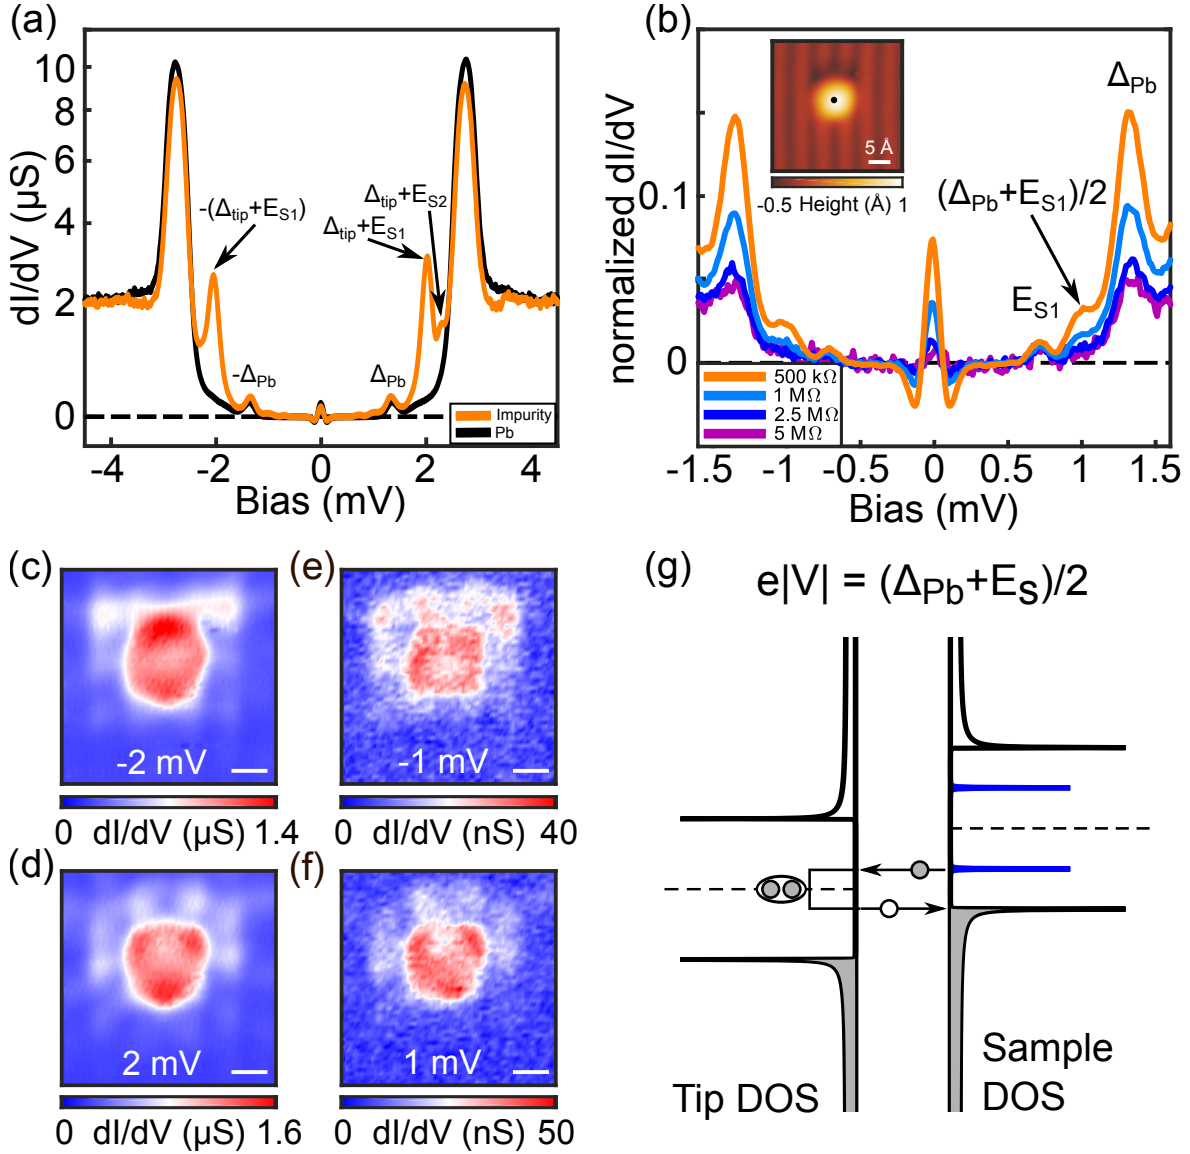 (a)
dI/dV (µS)
10
8
6
4
2
0
-(Δtip+ES1)
Δtip+ES2
Δtip+ES1
-ΔPb
ΔPb
Impurity
Pb
-4 -2 0 2 4
Bias (mV)
(b)
normalized dI/dV
0.1
0
5 Å
-0.5 Height (Å) 1
ΔPb
(ΔPb+ES1)/2
ES1
500 kΩ
1 MΩ
2.5 MΩ
5 MΩ
-1.5 -1 -0.5 0 0.5 1 1.5
Bias (mV)
(c)
-2 mV
0 dI/dV (µS) 1.4
(e)
-1 mV
0 dI/dV (nS) 40
(d)
2 mV
0 dI/dV (µS) 1.6
(f)
1 mV
0 dI/dV (nS) 50
(g)
e|V| = (ΔPb+ES)/2
Tip DOS
Sample
DOS